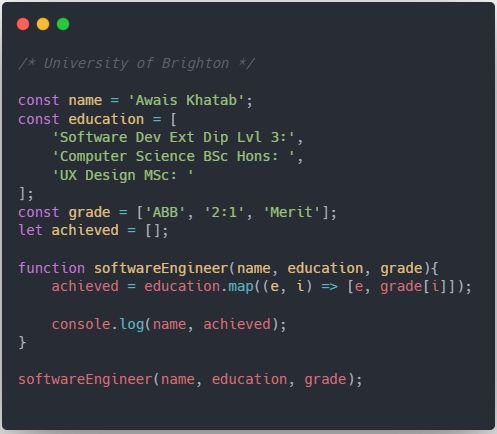 /* University of Brighton */
const name = 'Awais Khatab';
const education = [
    'Software Dev Ext Dip Lvl 3:',
    'Computer Science BSc Hons: ',
    'UX Design MSc: '
];
const grade = ['ABB', '2:1', 'Merit'];
let achieved = [];
function softwareEngineer(name, education, grade){
    achieved = education.map((e, i) => [e, grade[i]]);
    console.log(name, achieved);
}
softwareEngineer(name, education, grade);